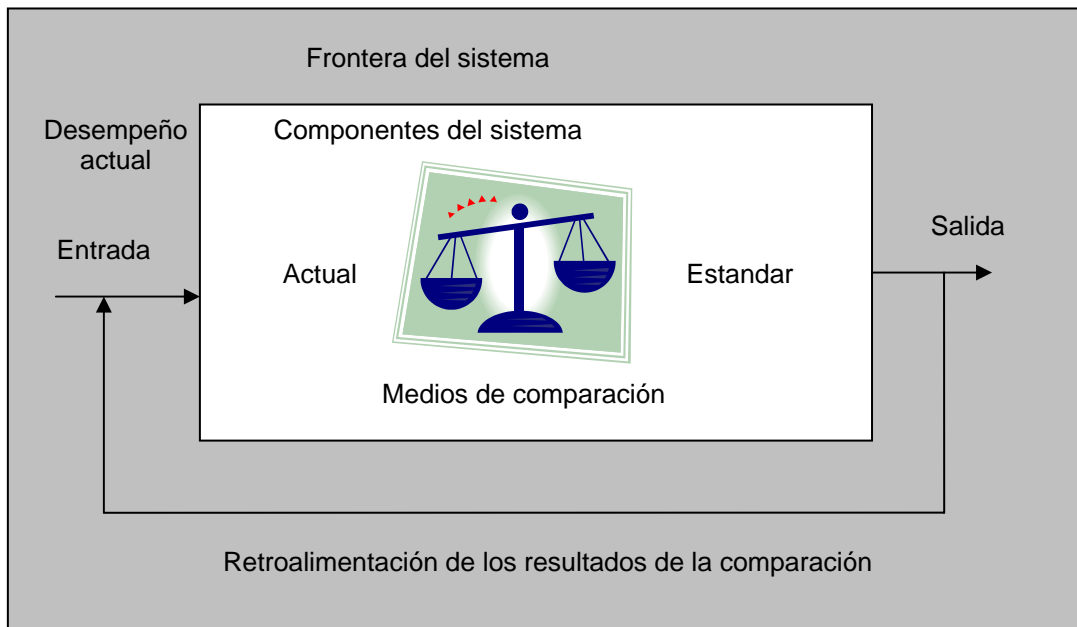 Frontera del sistema
Desempeño
actual
Componentes del sistema
Entrada
Actual
Estandar
Salida
Medios de comparación
Retroalimentación de los resultados de la comparación